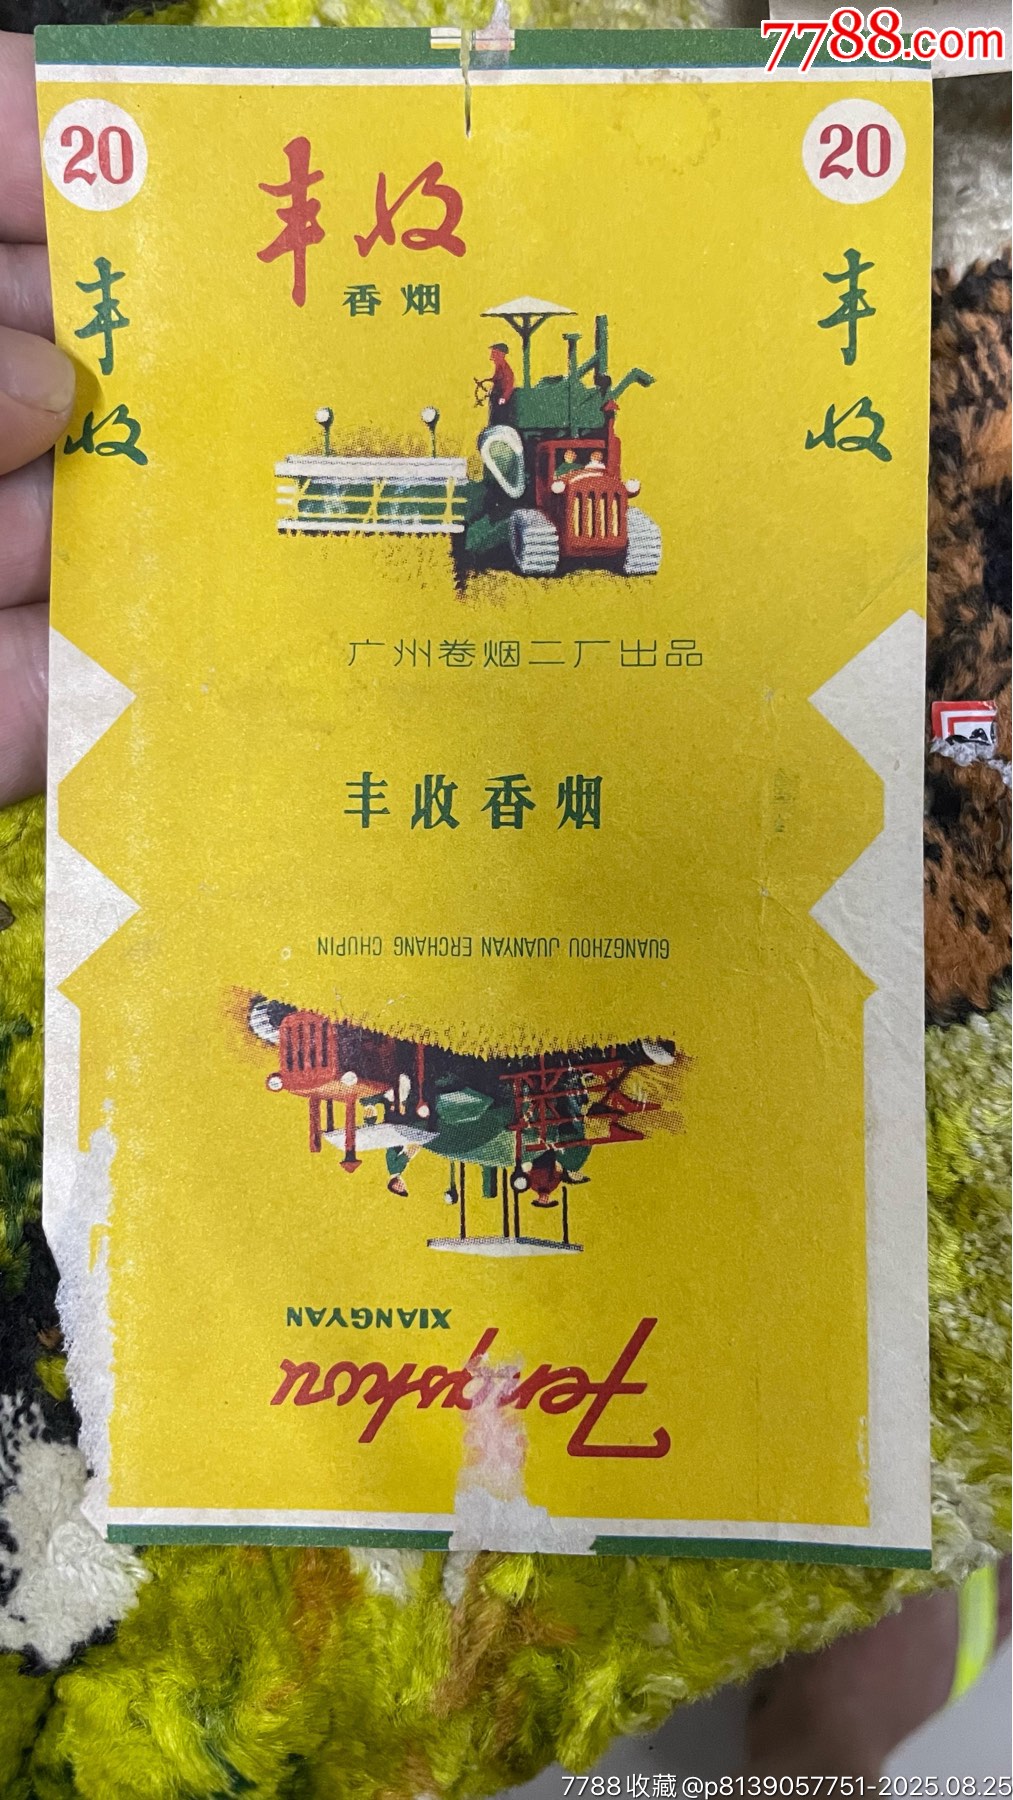 7788.com
20
20
丰收
香烟
丰收
丰收
广州卷烟二厂出品
丰收香烟
GUANGZHOU JUANYAN ERCHANG CHUPIN
XIANGYAN
Fengshou
7788收藏@p8139057751-2025.08.25